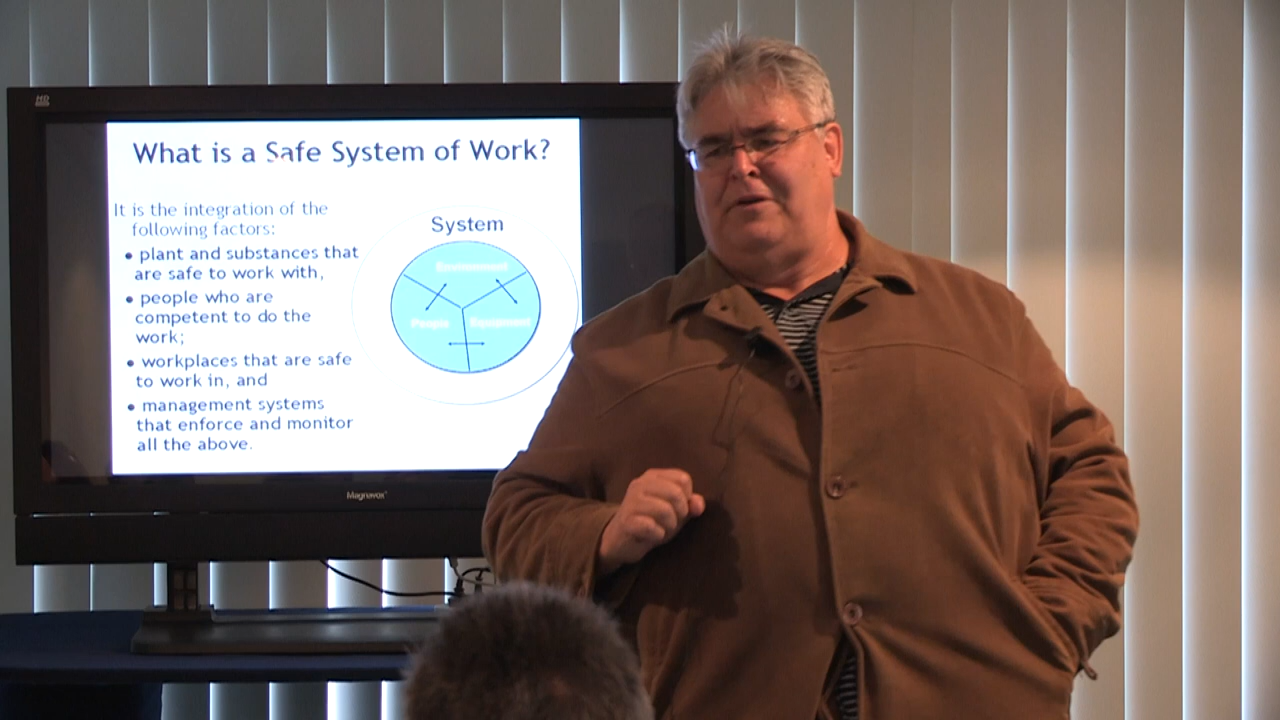 HD
What is a Safe System of Work?
It is the integration of the
following factors:
• plant and substances that
are safe to work with,
• people who are
competent to do the
work;
• workplaces that are safe
to work in, and
• management systems
that enforce and monitor
all the above.
System
Environment
People
Equipment
Magnavox